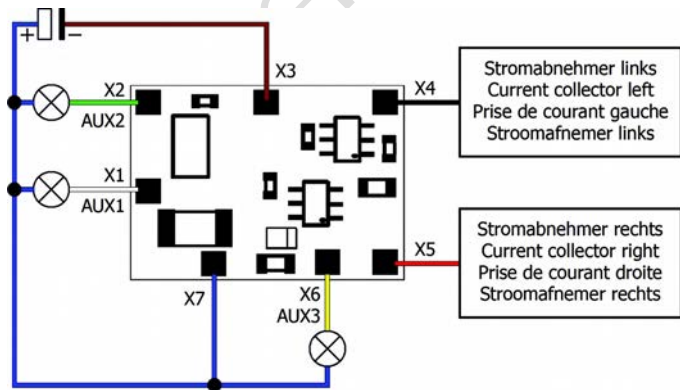 +
−
X2
X3
X4
AUX2
X1
AUX1
Stromabnehmer links
Current collector left
Prise de courant gauche
Stroomafnemer links
X5
Stromabnehmer rechts
Current collector right
Prise de courant droite
Stroomafnemer rechts
X7
X6
AUX3